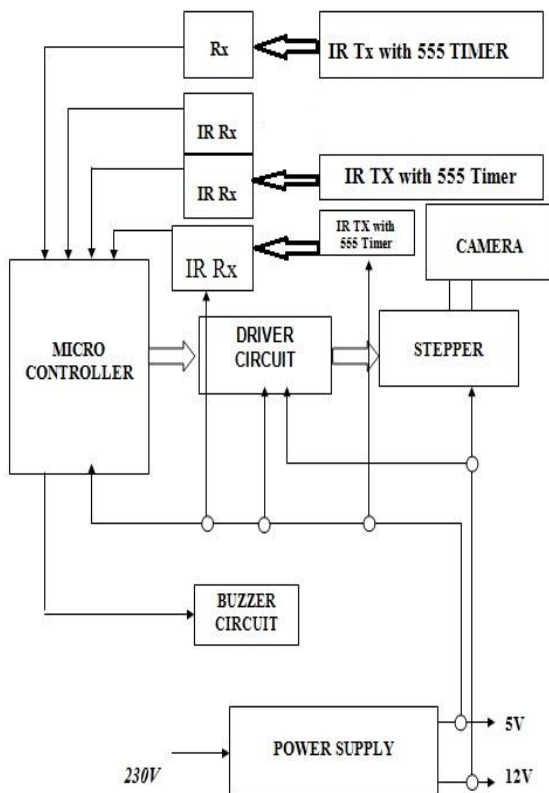 Rx
IR Tx with 555 TIMER
IR Rx
IR Rx
IR TX with 555 Timer
IR Rx
IR TX with
555 Timer
CAMERA
MICRO
CONTROLLER
DRIVER
CIRCUIT
STEPPER
BUZZER
CIRCUIT
POWER SUPPLY
230V
5V
12V